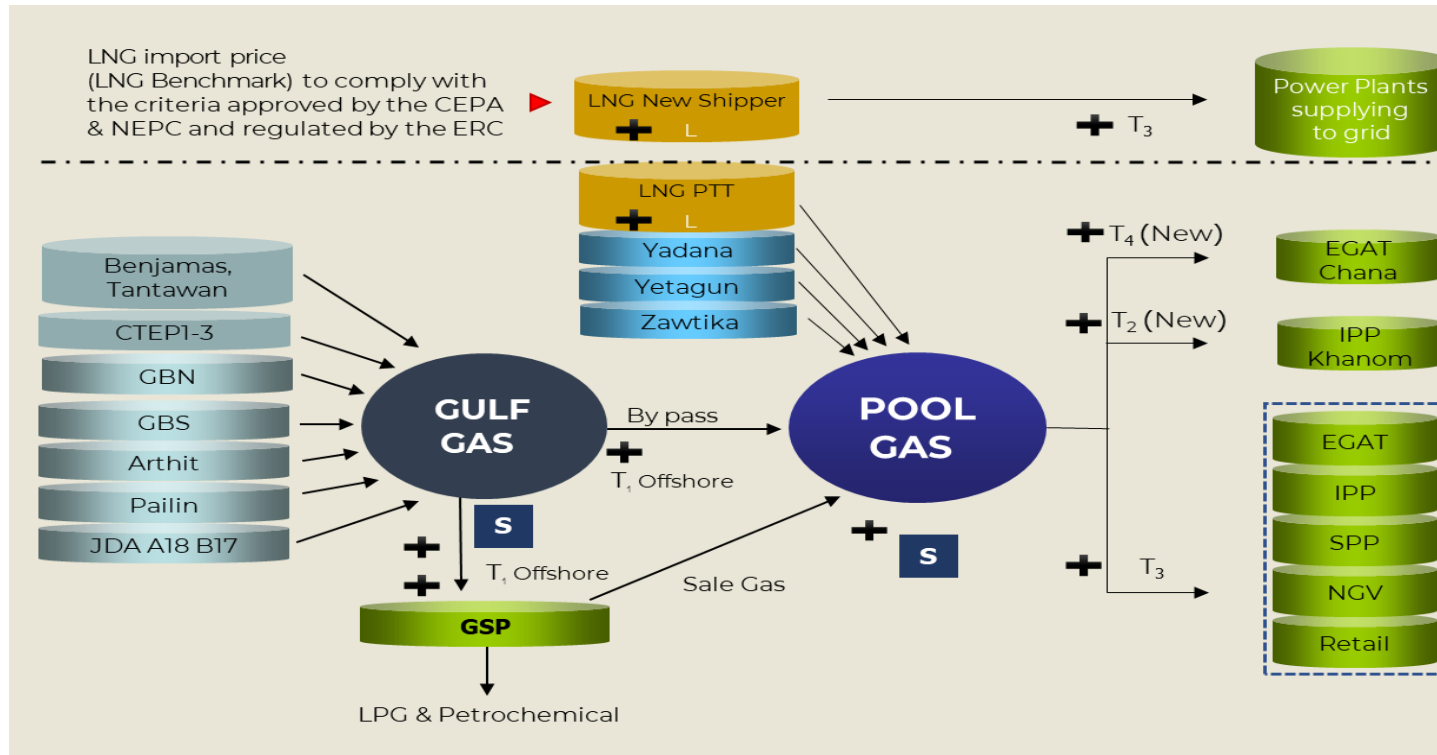 LNG import price
(LNG Benchmark) to comply with
the criteria approved by the CEPA
& NEPC and regulated by the ERC
LNG New Shipper
L
T3
Power Plants
supplying
to grid
LNG PTT
L
Yadana
Yetagun
Zawtika
Benjamas,
Tantawan
CTEP1-3
GBN
GBS
Arthit
Pailin
JDA A18 B17
GULF
GAS
By pass
T1 Offshore
POOL
GAS
S
T1 Offshore
GSP
LPG & Petrochemical
Sale Gas
S
T4 (New)
T2 (New)
T3
EGAT
Chana
IPP
Khanom
EGAT
IPP
SPP
NGV
Retail